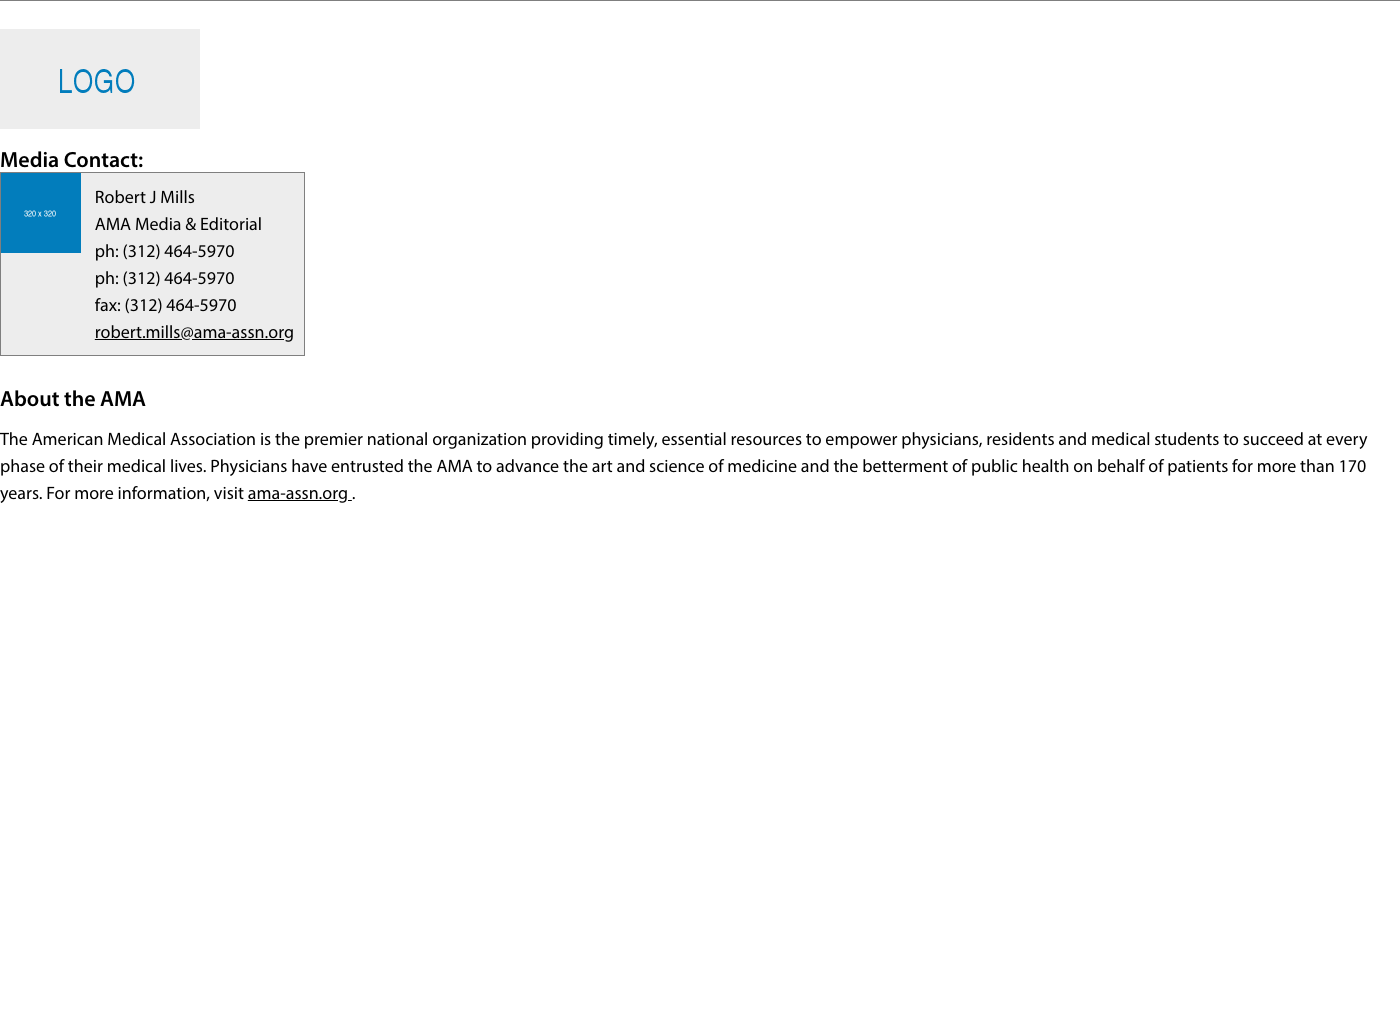 LOGO
Media Contact:
320 x 320
Robert J Mills
AMA Media & Editorial
ph: (312) 464-5970
ph: (312) 464-5970
fax: (312) 464-5970
robert.mills@ama-assn.org
About the AMA
The American Medical Association is the premier national organization providing timely, essential resources to empower physicians, residents and medical students to succeed at every
phase of their medical lives. Physicians have entrusted the AMA to advance the art and science of medicine and the betterment of public health on behalf of patients for more than 170
years. For more information, visit ama-assn.org .